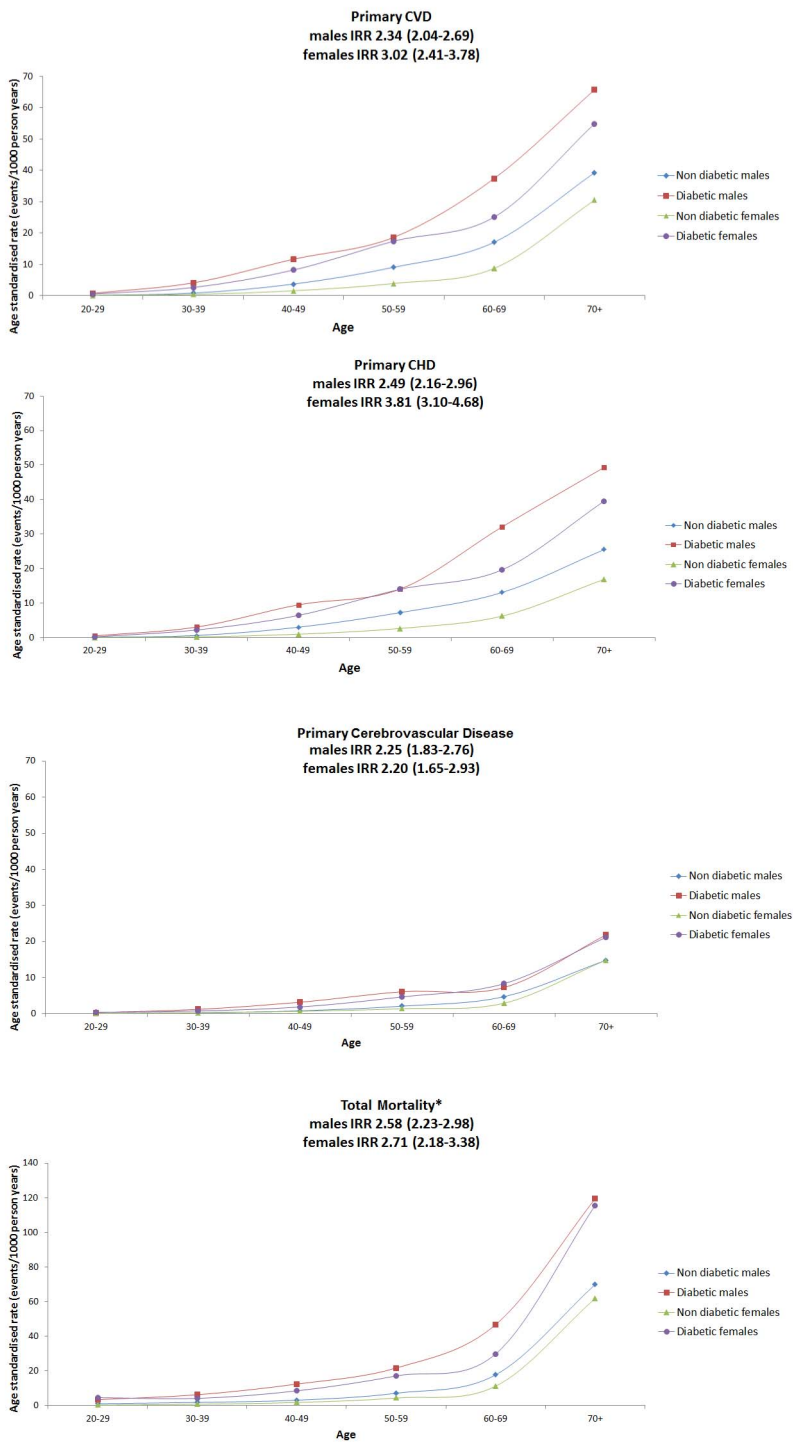 Primary CVD
males IRR 2.34 (2.04-2.69)
females IRR 3.02 (2.41-3.78)
Age standardised rate (events/1000 person years)
70
60
50
40
30
20
10
0
20-29 30-39 40-49 50-59 60-69 70+
Age
Non diabetic males
Diabetic males
Non diabetic females
Diabetic females
Primary CHD
males IRR 2.49 (2.16-2.96)
females IRR 3.81 (3.10-4.68)
Age standardised rate (events/1000 person years)
70
60
50
40
30
20
10
0
20-29 30-39 40-49 50-59 60-69 70+
Age
Non diabetic males
Diabetic males
Non diabetic females
Diabetic females
Primary Cerebrovascular Disease
males IRR 2.25 (1.83-2.76)
females IRR 2.20 (1.65-2.93)
Age standardised rate (events/1000 person years)
70
60
50
40
30
20
10
0
20-29 30-39 40-49 50-59 60-69 70+
Age
Non diabetic males
Diabetic males
Non diabetic females
Diabetic females
Total Mortality*
males IRR 2.58 (2.23-2.98)
females IRR 2.71 (2.18-3.38)
Age standardised rate (events/1000 person years)
140
120
100
80
60
40
20
0
20-29 30-39 40-49 50-59 60-69 70+
Age
Non diabetic males
Diabetic males
Non diabetic females
Diabetic females